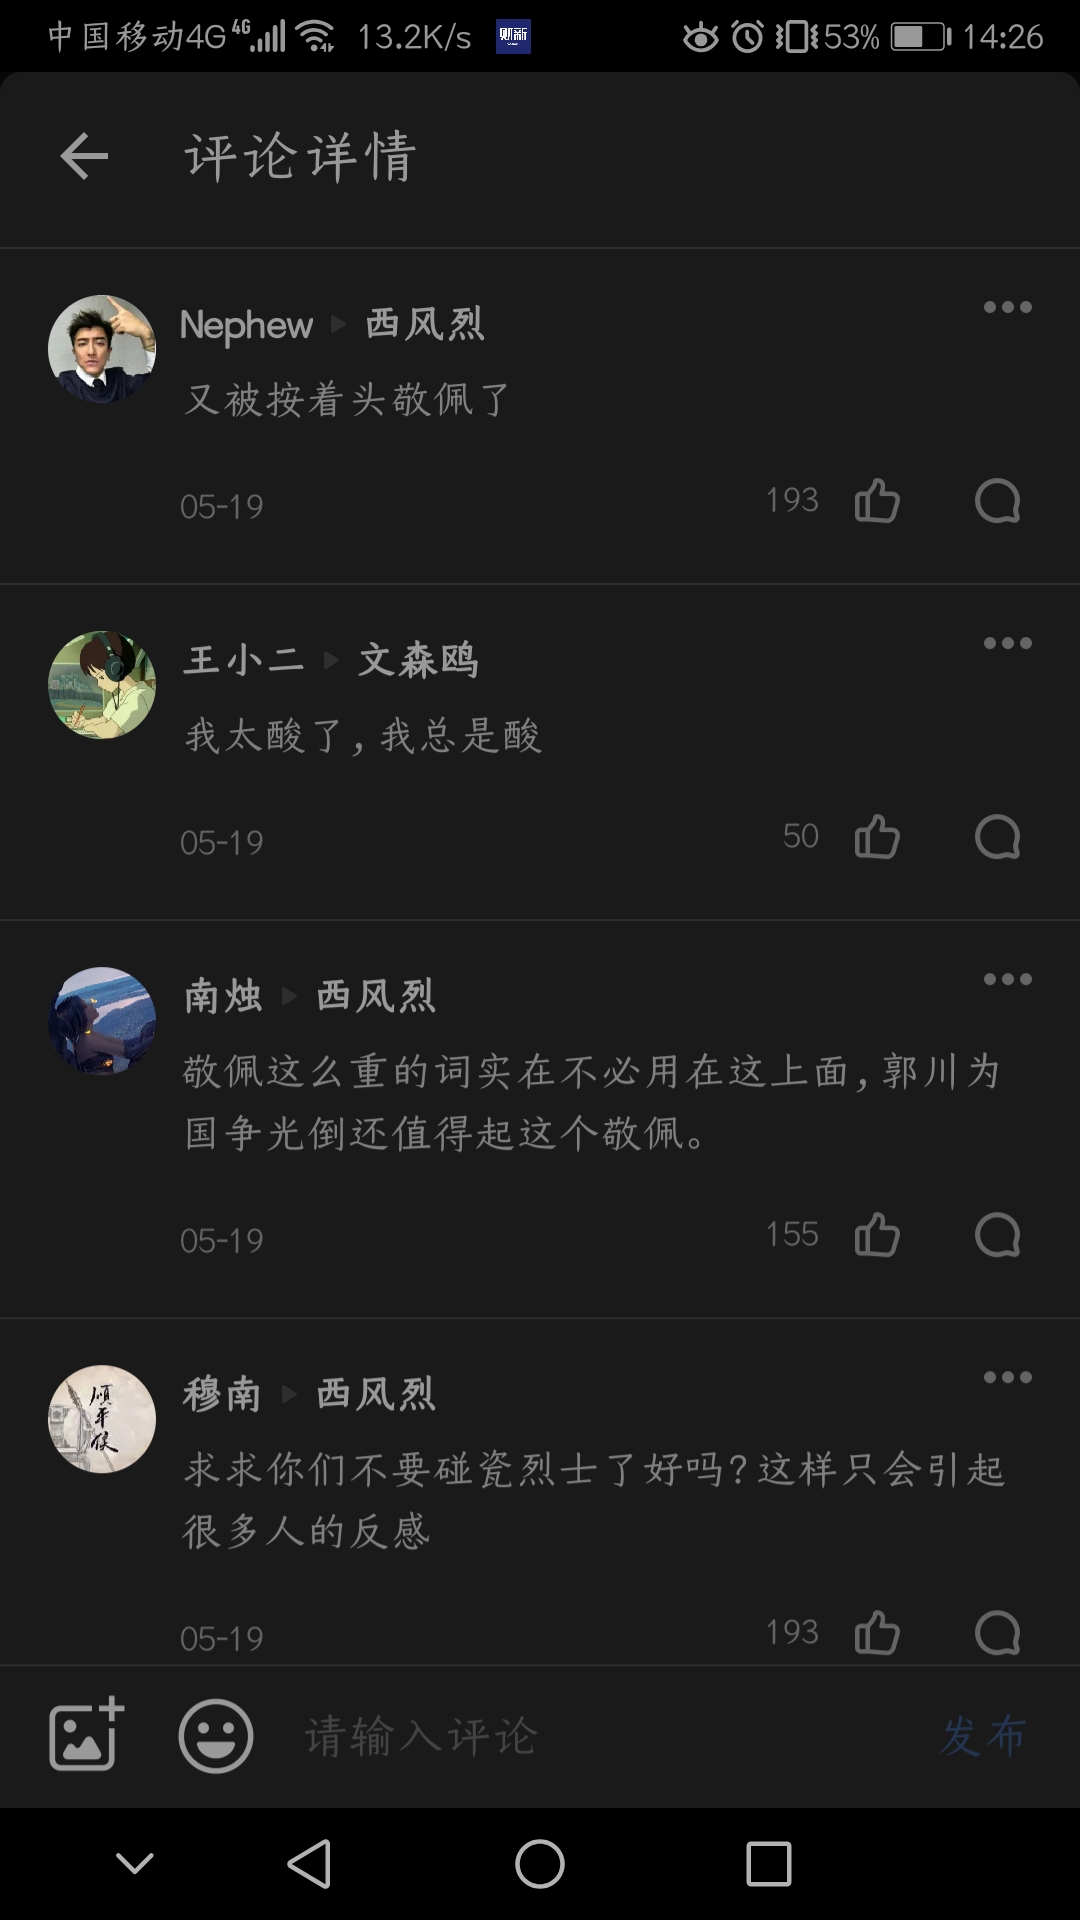 中国移动4G 4G 13.2K/s 财新 53% 14:26
评论详情
Nephew 西风烈
又被按着头敬佩了
05-19 193
王小二 文森鸥
我太酸了,我总是酸
05-19 50
南烛 西风烈
敬佩这么重的词实在不必用在这上面,郭川为
国争光倒还值得起这个敬佩。
05-19 155
顾平
穆南 西风烈
求求你们不要碰瓷烈士了好吗?这样只会引起
很多人的反感
05-19 193
请输入评论 发布